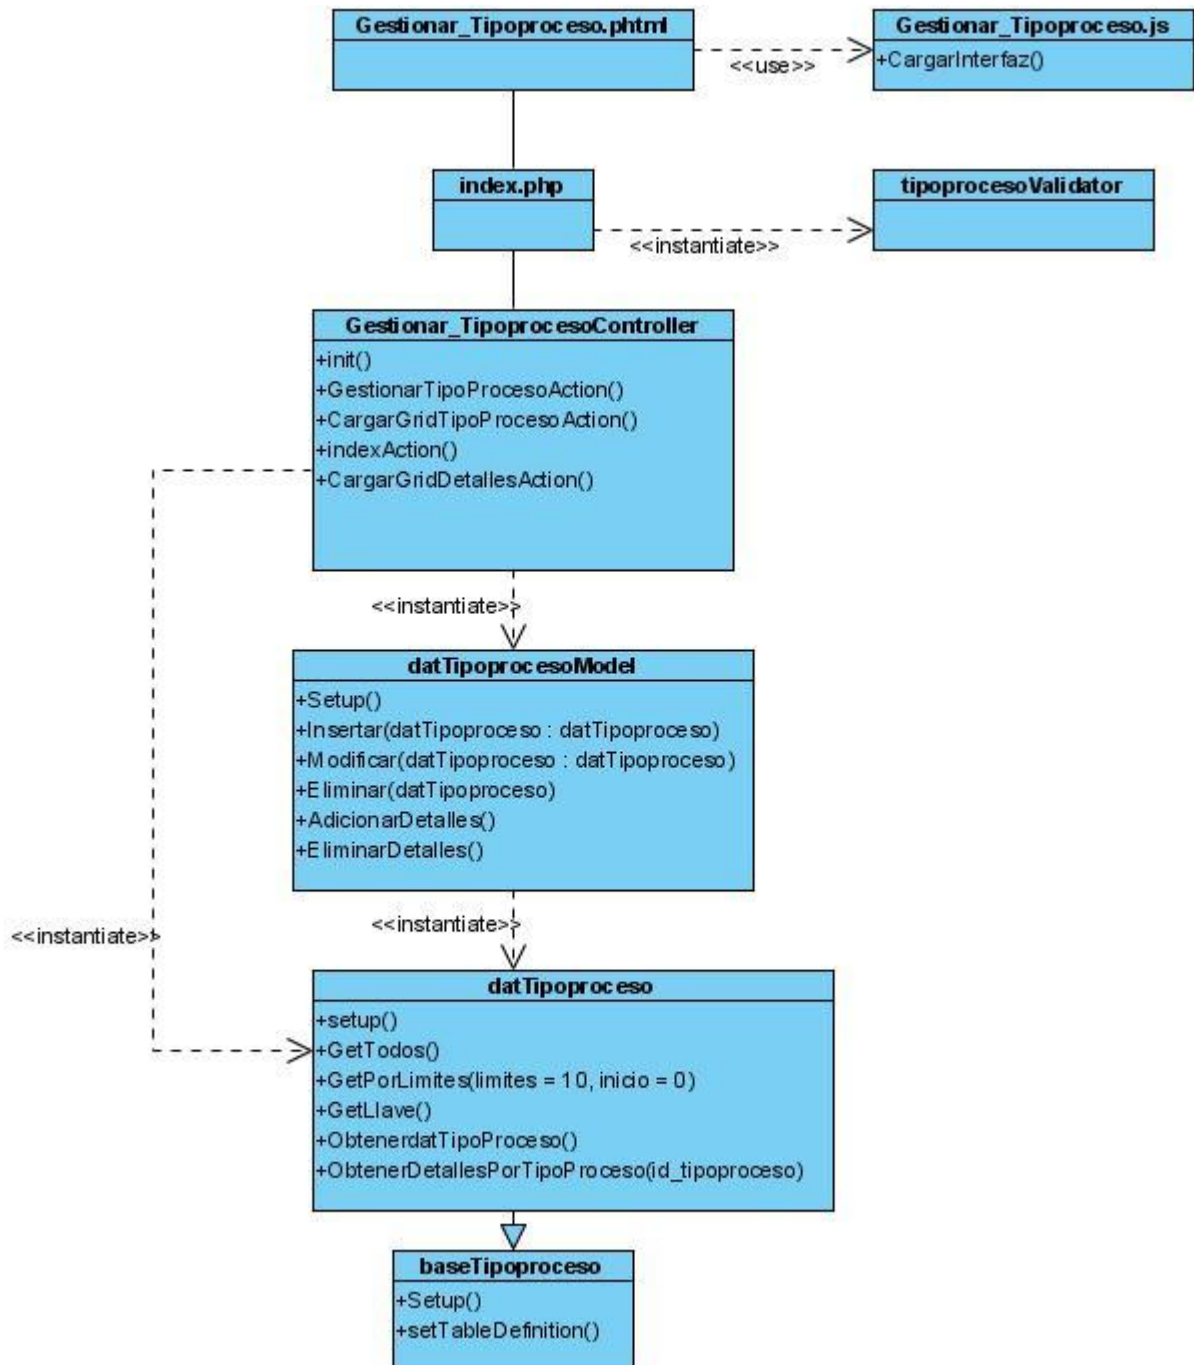 Gestionar_Tipoproceso.phtml
Gestionar_Tipoproceso.js
+CargarInterfaz()
<<use>>
index.php
tipoprocesoValidator
<<instantiate>>
Gestionar_TipoprocesoController
+init()
+GestionarTipoProcesoAction()
+CargarGridTipoProcesoAction()
+indexAction()
+CargarGridDetallesAction()
<<instantiate>>
datTipoprocesoModel
+Setup()
+Insertar(datTipoproceso : datTipoproceso)
+Modificar(datTipoproceso : datTipoproceso)
+Eliminar(datTipoproceso)
+AdicionarDetalles()
+EliminarDetalles()
<<instantiate>>
<<instantiate>>
datTipoproceso
+setup()
+GetTodos()
+GetPorLimites(limites = 10, inicio = 0)
+GetLlave()
+ObtenerdatTipoProceso()
+ObtenerDetallesPorTipoProceso(id_tipoproceso)
baseTipoproceso
+Setup()
+setTableDefinition()